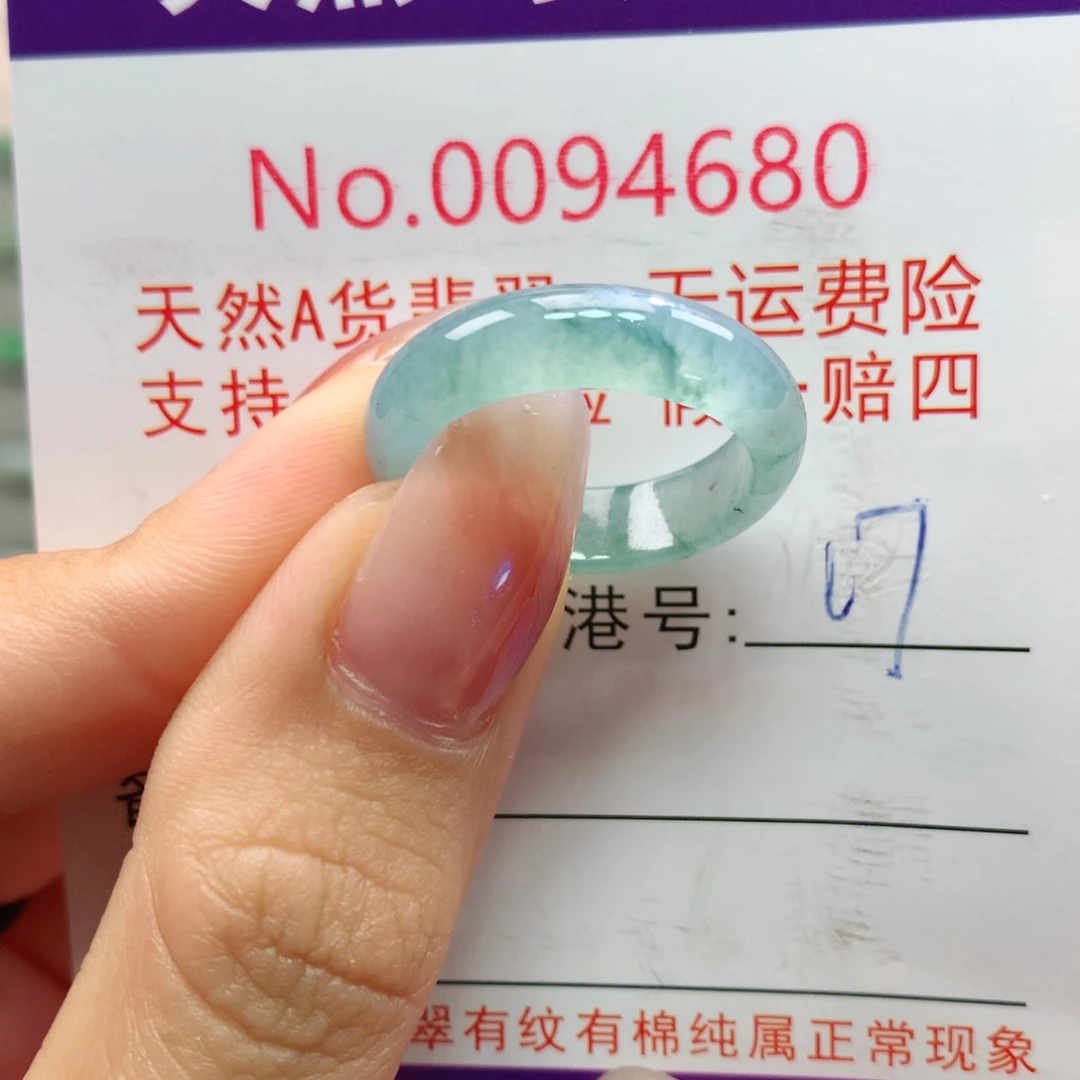 No.0094680
天然A货翡翠 运费险
支持 赔四
港号: 17
翠有纹有棉纯属正常现象